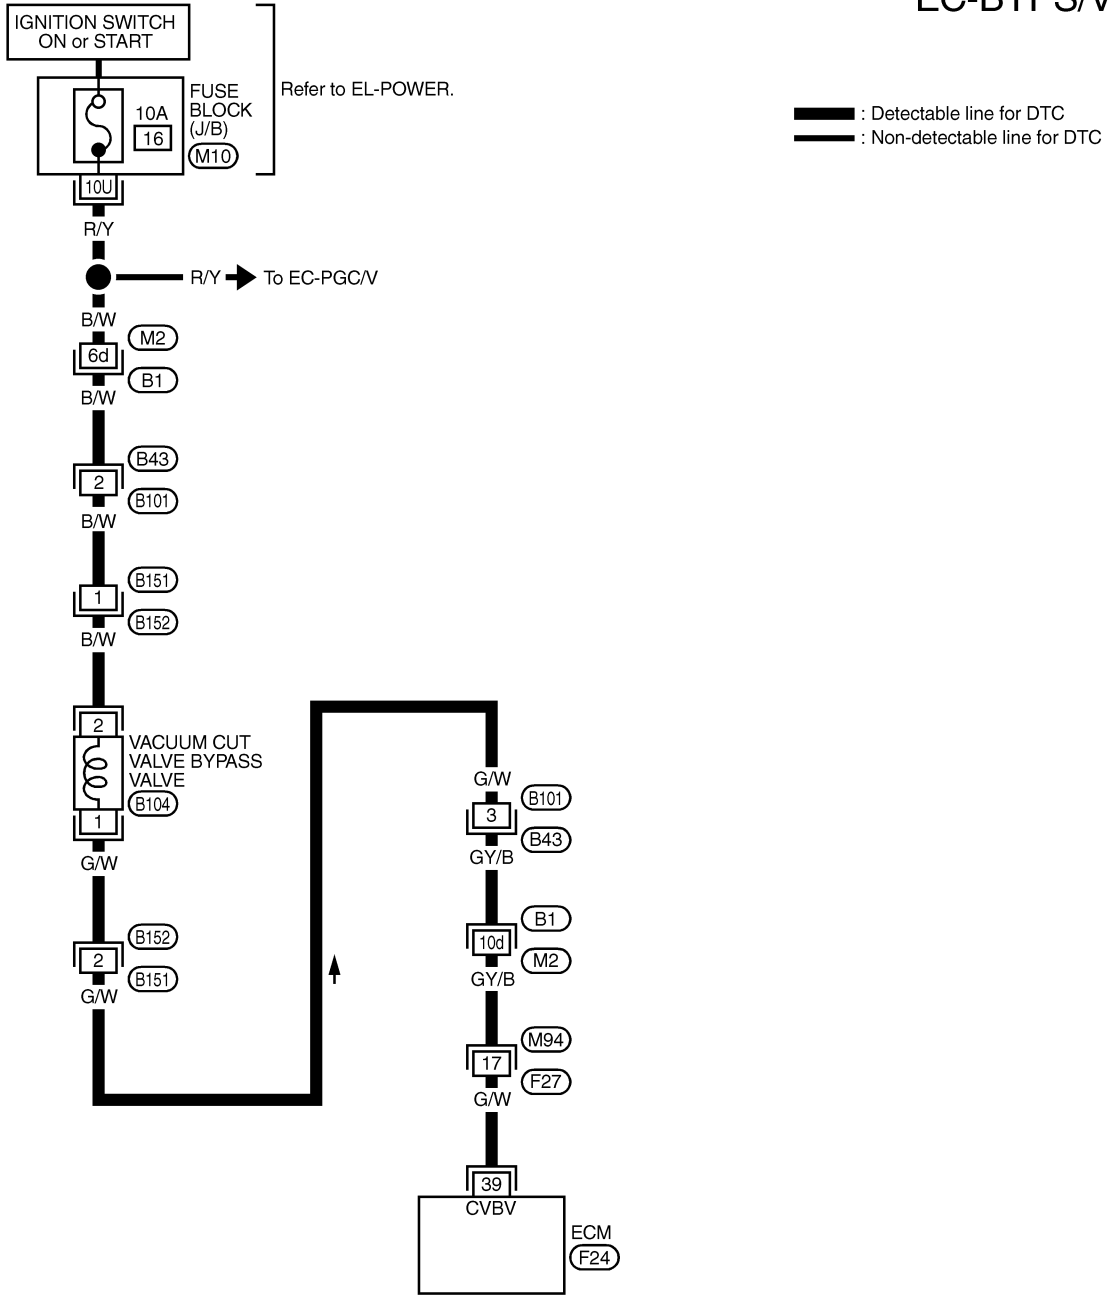 IGNITION SWITCH
ON or START
10A
16
FUSE
BLOCK
(J/B)
M10
Refer to EL-POWER.
: Detectable line for DTC
: Non-detectable line for DTC
10U
R/Y
R/Y
To EC-PGC/V
B/W
M2
6d
B1
B/W
B43
2
B101
B/W
B151
1
B152
B/W
2
VACUUM CUT
VALVE BYPASS
VALVE
B104
1
G/W
B152
2
B151
G/W
G/W
B101
3
B43
GY/B
B1
10d
M2
GY/B
M94
17
F27
G/W
39
CVBV
ECM
F24